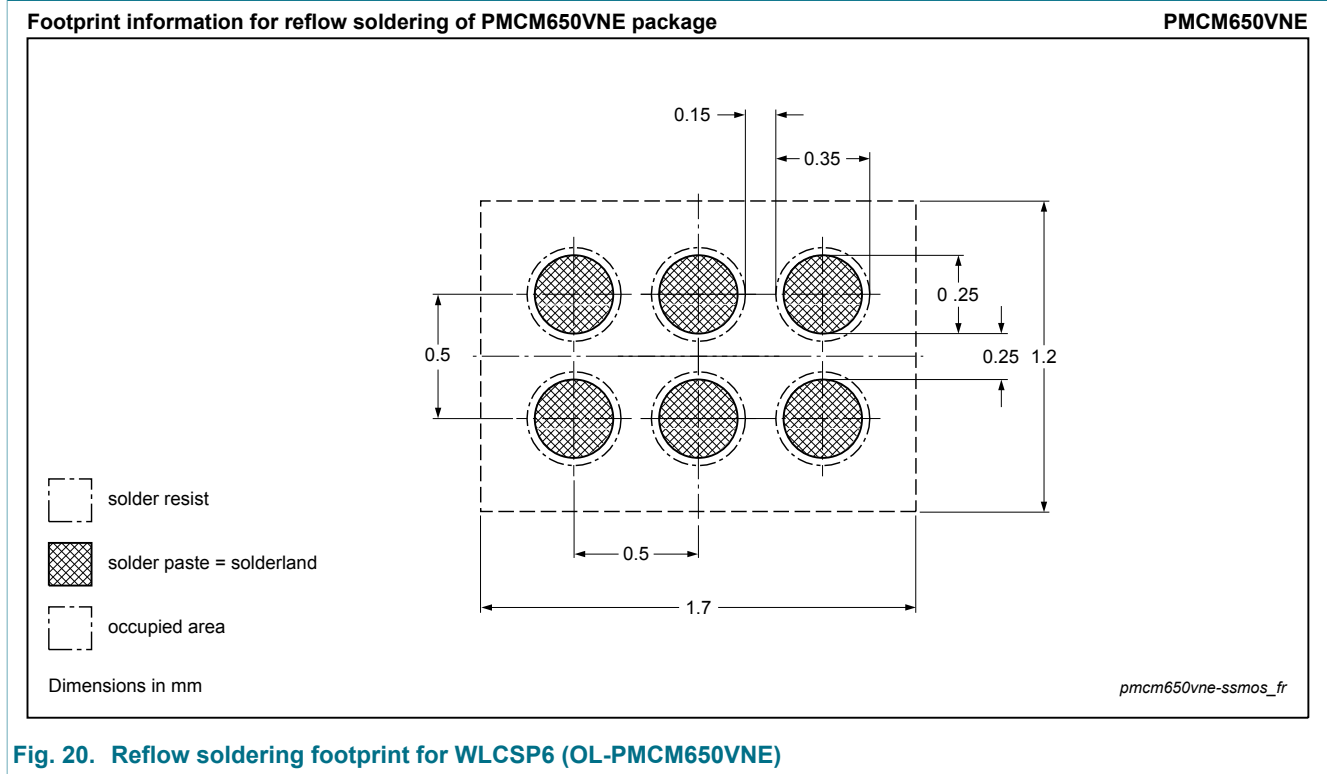 Footprint information for reflow soldering of PMCM650VNE package PMCM650VNE
0.15
0.35
0 .25
0.5
0.25 1.2
solder resist
0.5
solder paste = solderland
1.7
occupied area
Dimensions in mm
pmcm650vne-ssmos_fr
Fig. 20. Reflow soldering footprint for WLCSP6 (OL-PMCM650VNE)